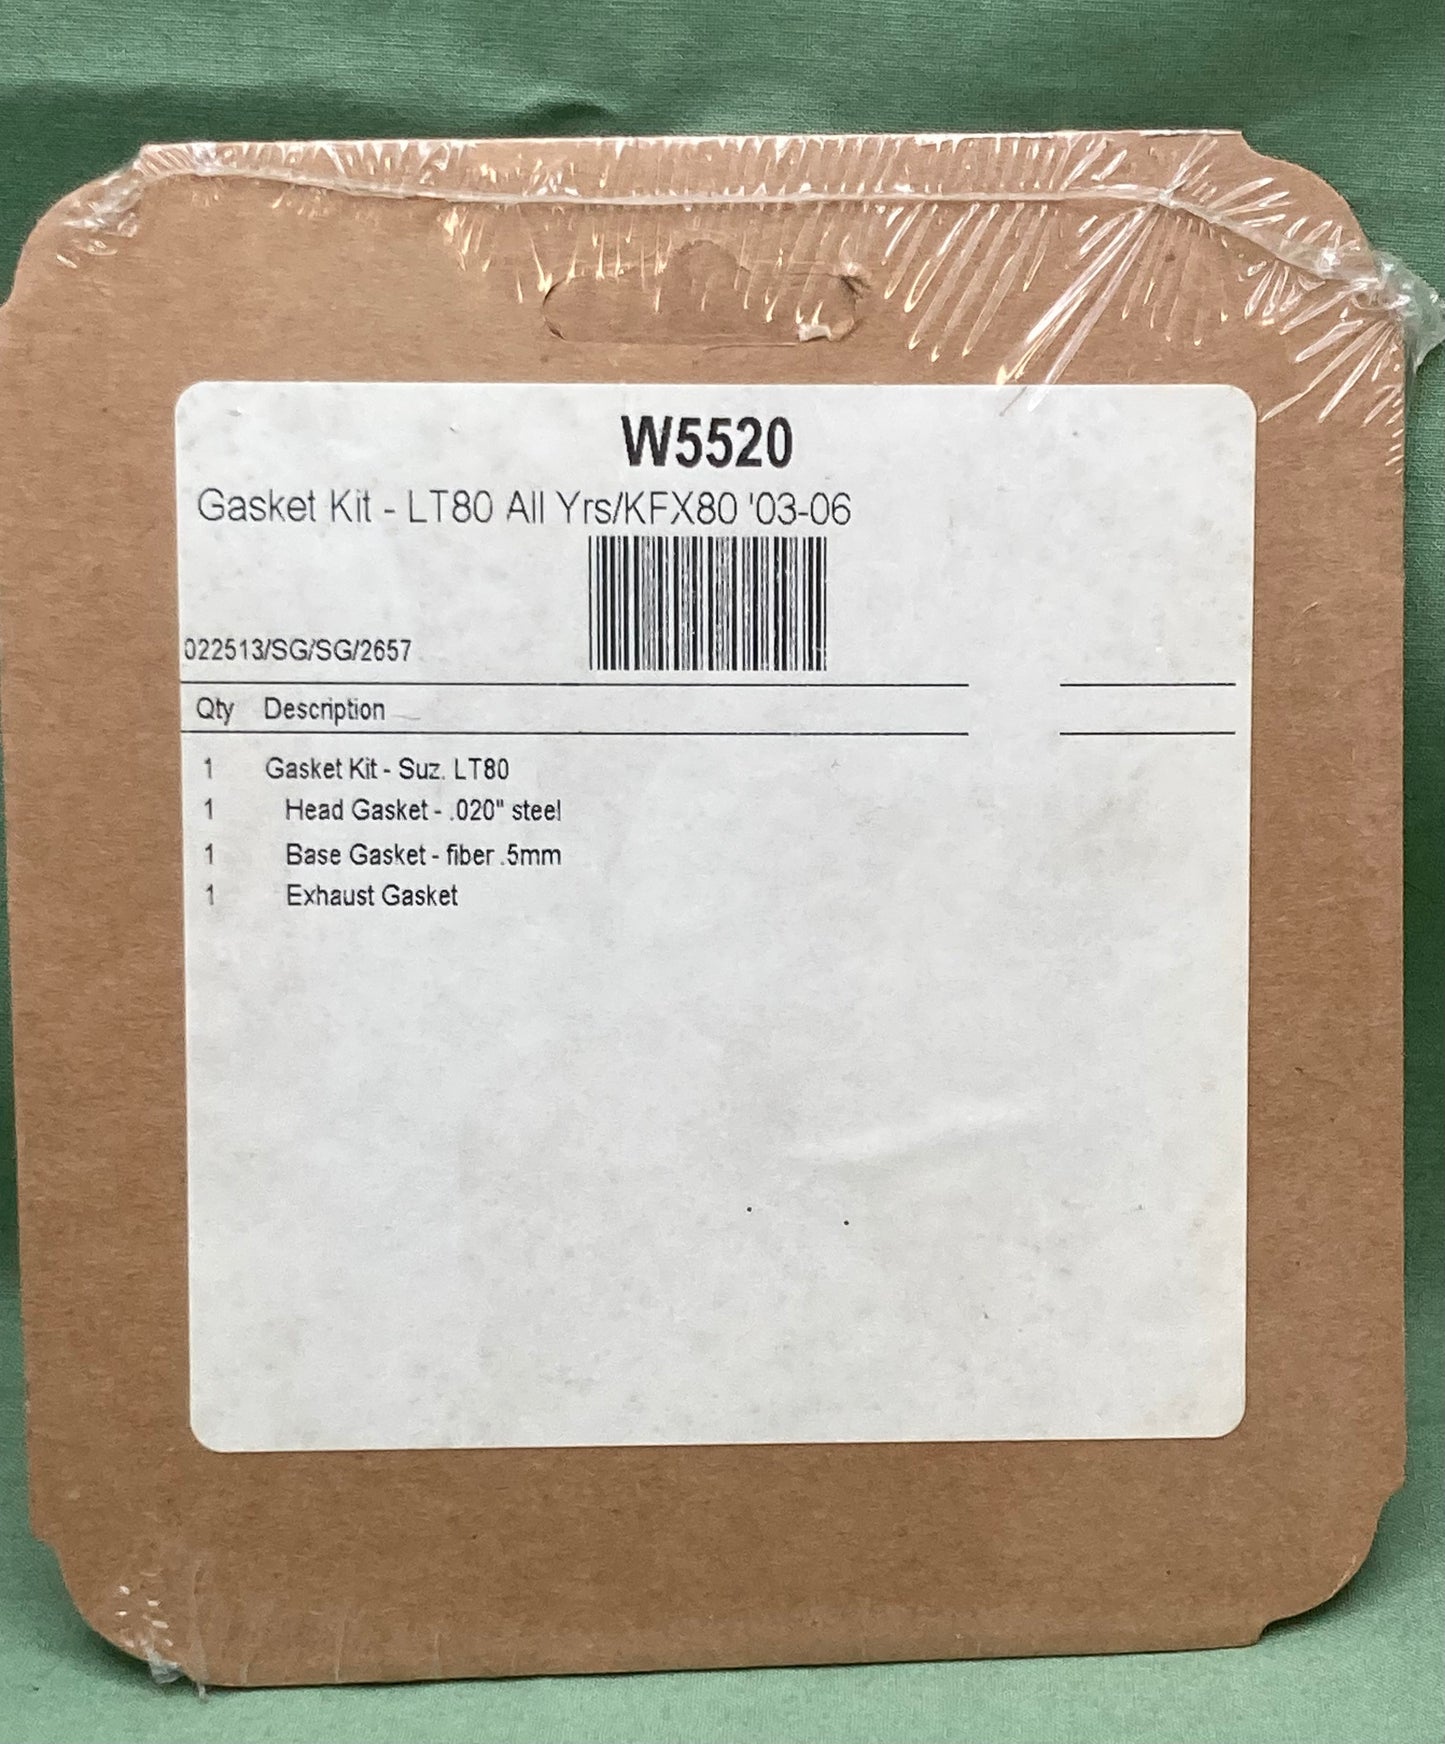 W5520
Gasket Kit - LT80 All Yrs/KFX80 '03-06
022513/SG/SG/2657
Qty Description
1 Gasket Kit - Suz. LT80
1 Head Gasket - .020" steel
1 Base Gasket - fiber .5mm
1 Exhaust Gasket